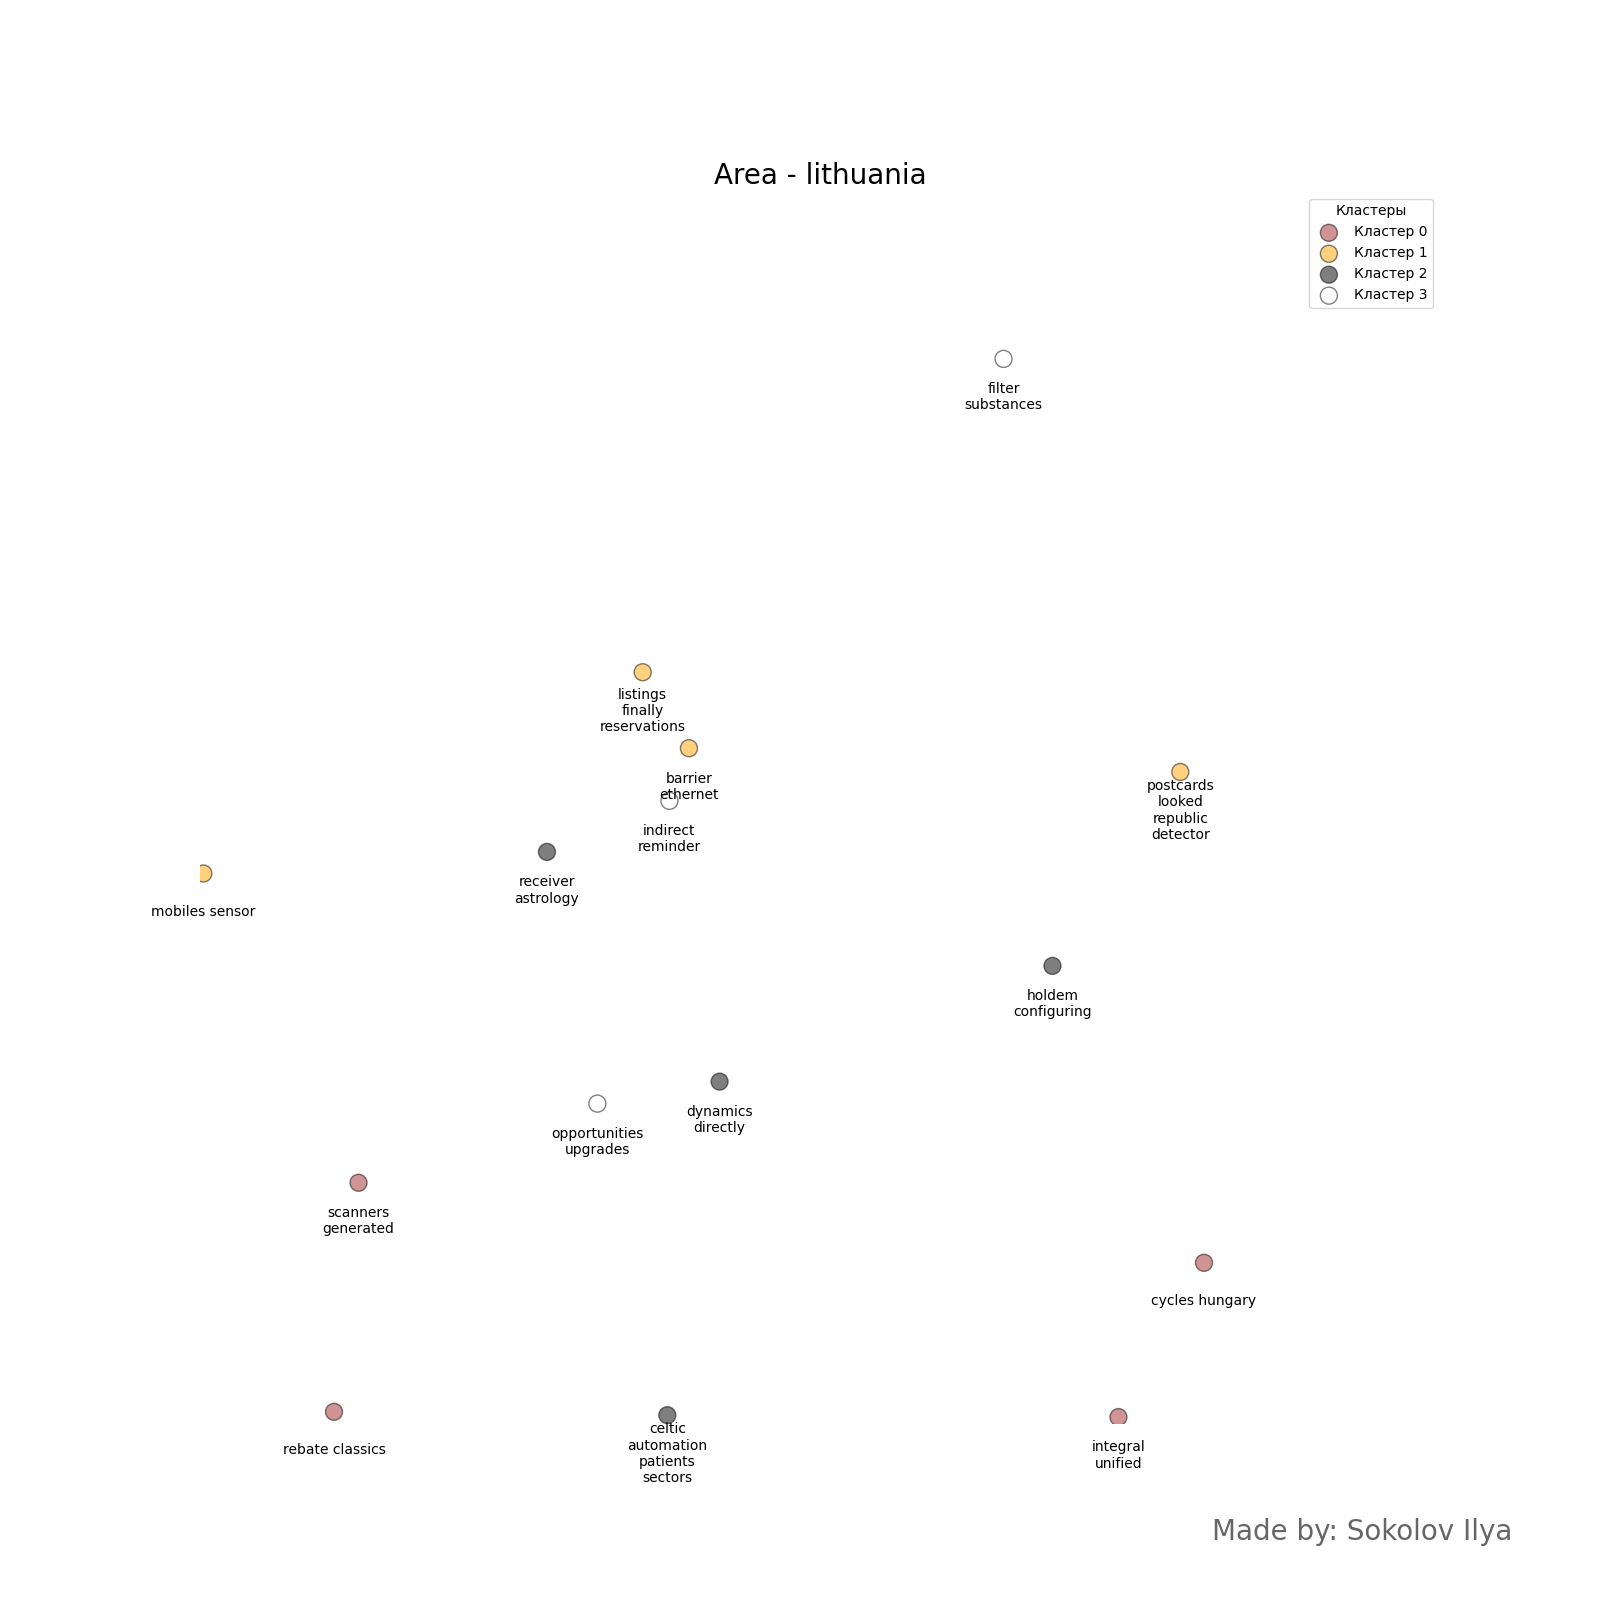 Area - lithuania
Кластеры
Кластер 0
Кластер 1
Кластер 2
Кластер 3
filter
substances
listings
finally
reservations
barrier
ethernet
postcards
looked
republic
detector
indirect
reminder
receiver
astrology
mobiles sensor
holdem
configuring
dynamics
directly
opportunities
upgrades
scanners
generated
cycles hungary
rebate classics
celtic
automation
patients
sectors
integral
unified
Made by: Sokolov Ilya